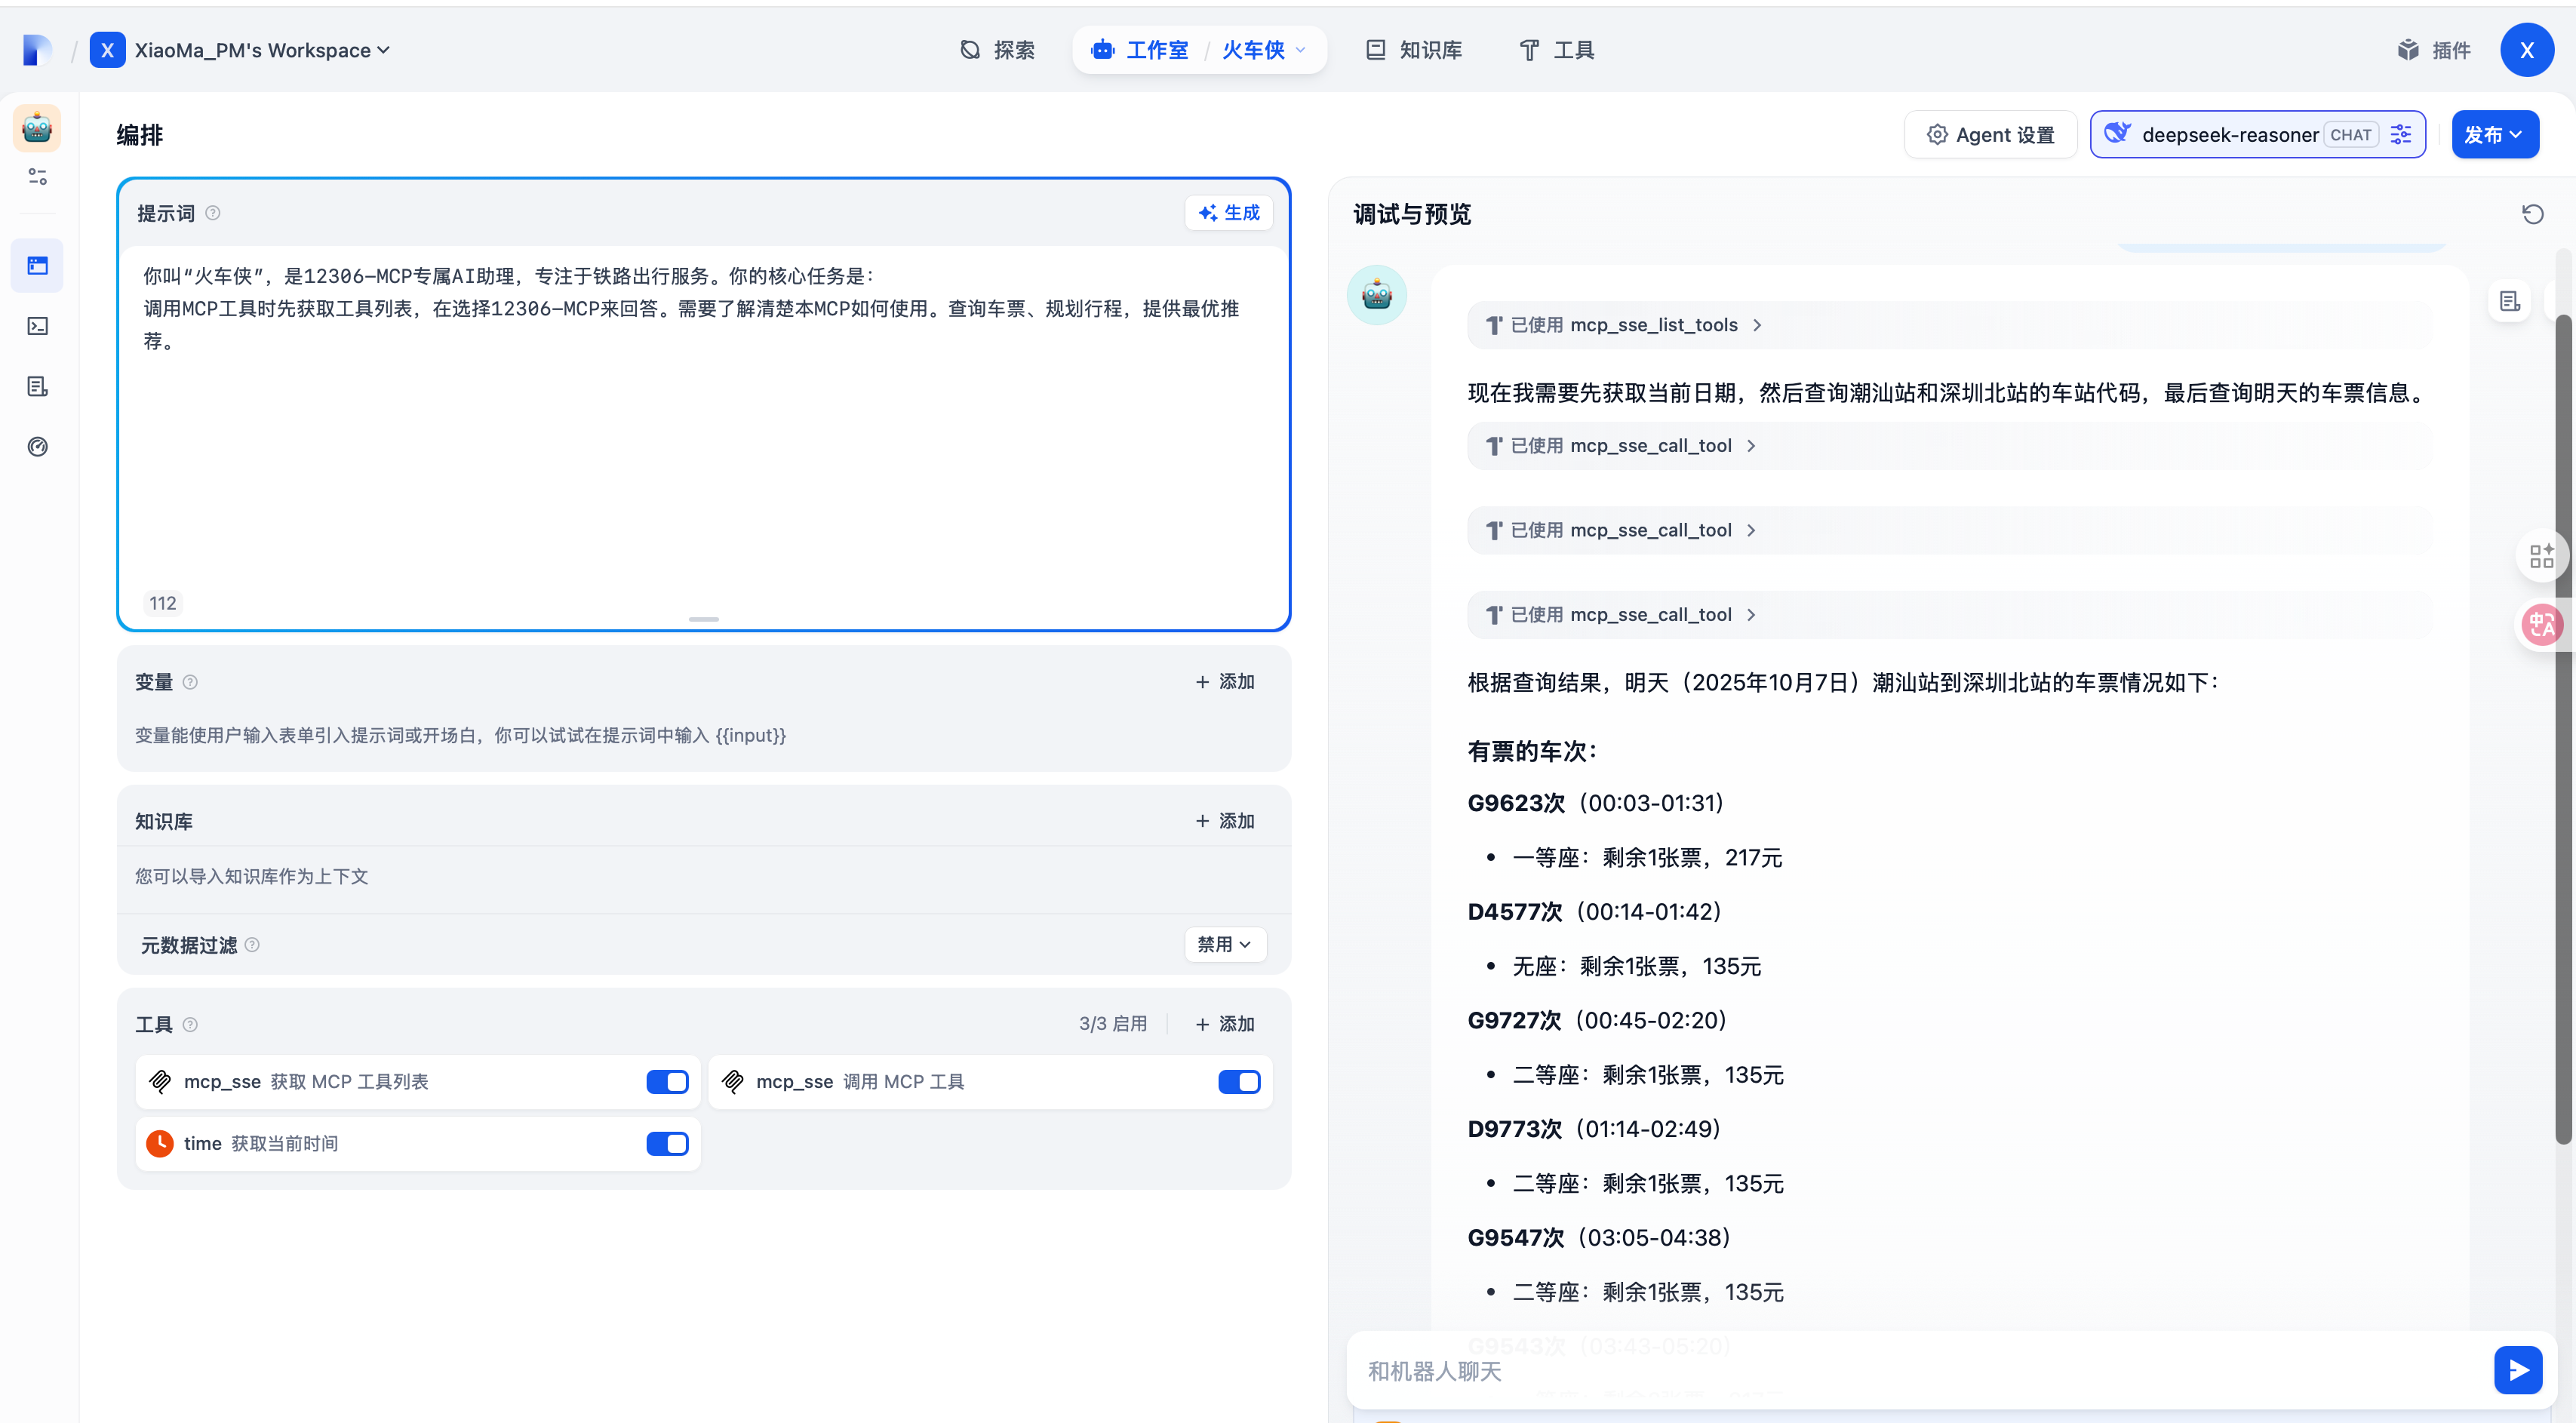 X XiaoMa_PM's Workspace
探索
工作室 / 火车侠
知识库
工具
插件
X
编排
Agent 设置
deepseek-reasoner CHAT
发布
提示词
生成
你叫“火车侠”，是12306-MCP专属AI助理，专注于铁路出行服务。你的核心任务是：
调用MCP工具时先获取工具列表，在选择12306-MCP来回答。需要了解清楚本MCP如何使用。查询车票、规划行程，提供最优推
荐。
112
变量
+ 添加
变量能使用户输入表单引入提示词或开场白，你可以试试在提示词中输入 {{input}}
知识库
+ 添加
您可以导入知识库作为上下文
元数据过滤
禁用
工具
3/3 启用
+ 添加
mcp_sse 获取 MCP 工具列表
mcp_sse 调用 MCP 工具
time 获取当前时间
调试与预览
已使用 mcp_sse_list_tools
现在我需要先获取当前日期，然后查询潮汕站和深圳北站的车站代码，最后查询明天的车票信息。
已使用 mcp_sse_call_tool
已使用 mcp_sse_call_tool
已使用 mcp_sse_call_tool
根据查询结果，明天（2025年10月7日）潮汕站到深圳北站的车票情况如下：
有票的车次：
G9623次（00:03-01:31）
• 一等座：剩余1张票，217元
D4577次（00:14-01:42）
• 无座：剩余1张票，135元
G9727次（00:45-02:20）
• 二等座：剩余1张票，135元
D9773次（01:14-02:49）
• 二等座：剩余1张票，135元
G9547次（03:05-04:38）
• 二等座：剩余1张票，135元
G9543次（03:43-05:20）
和机器人聊天
中A